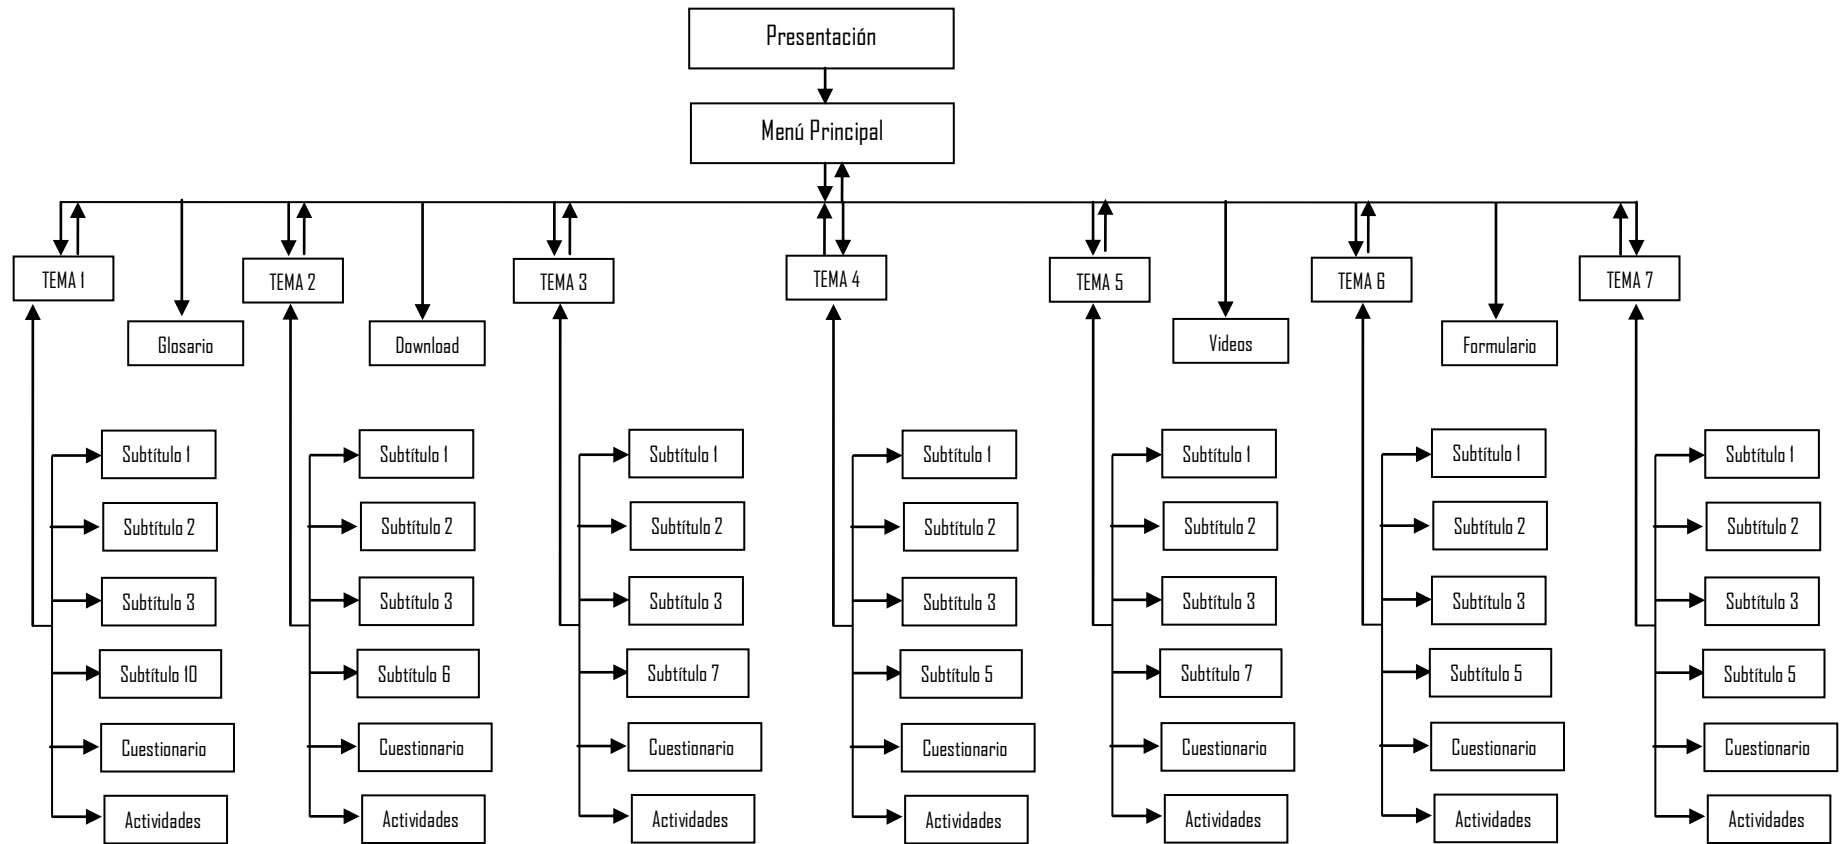 Presentación
Menú Principal
TEMA 1
TEMA 2
TEMA 3
TEMA 4
TEMA 5
TEMA 6
TEMA 7
Glosario
Download
Videos
Formulario
Subtítulo 1
Subtítulo 1
Subtítulo 1
Subtítulo 1
Subtítulo 1
Subtítulo 1
Subtítulo 1
Subtítulo 2
Subtítulo 2
Subtítulo 2
Subtítulo 2
Subtítulo 2
Subtítulo 2
Subtítulo 2
Subtítulo 3
Subtítulo 3
Subtítulo 3
Subtítulo 3
Subtítulo 3
Subtítulo 3
Subtítulo 3
Subtítulo 10
Subtítulo 6
Subtítulo 7
Subtítulo 5
Subtítulo 7
Subtítulo 5
Subtítulo 5
Cuestionario
Cuestionario
Cuestionario
Cuestionario
Cuestionario
Cuestionario
Cuestionario
Actividades
Actividades
Actividades
Actividades
Actividades
Actividades
Actividades